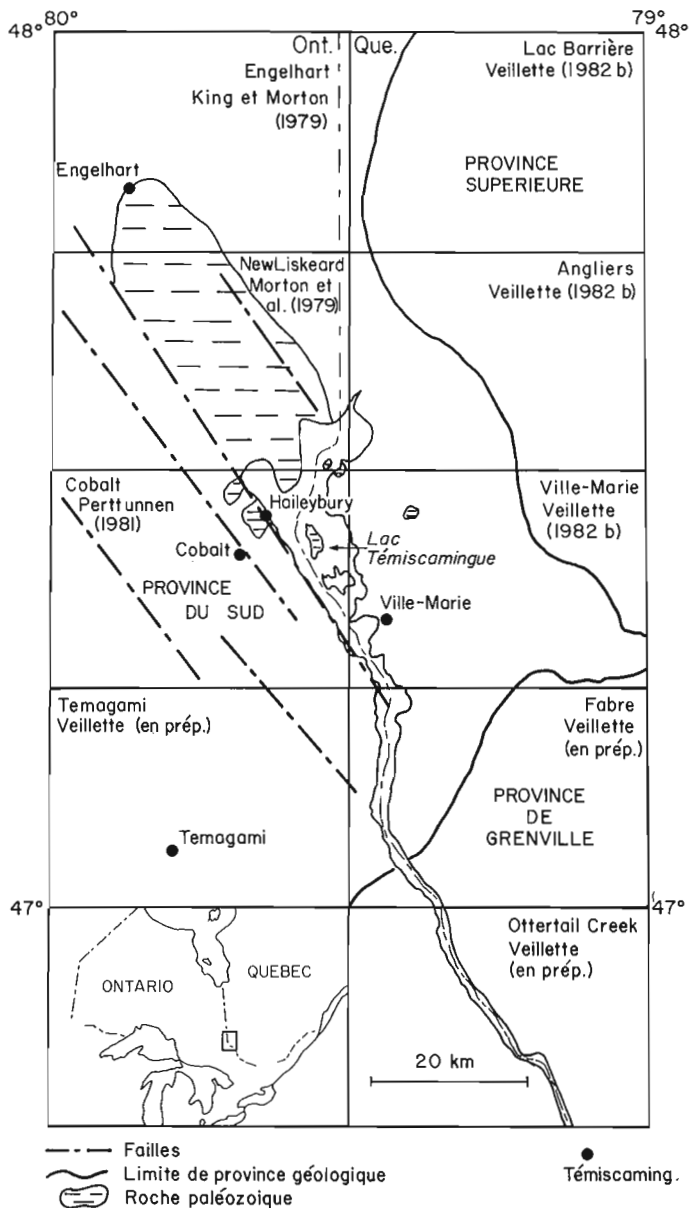 48° 80° 79° 48°
Ont. Que.
Engelhart
King et Morton
(1979)
Lac Barrière
Veillette (1982 b)
PROVINCE
SUPERIEURE
Engelhart
New Liskeard
Morton et
al. (1979)
Angliers
Veillette (1982 b)
Cobalt
Perttunnen
(1981)
Haileybury
Cobalt
Lac
Témiscamingue
Ville-Marie
Veillette
(1982 b)
PROVINCE
DU SUD
Ville-Marie
Temagami
Veillette (en prép.)
Fabre
Veillette
(en prép.)
PROVINCE
DE
GRENVILLE
Temagami
47° 47°
Ottertail Creek
Veillette
(en prép.)
ONTARIO
QUEBEC
20 km
Failles
Limite de province géologique
Roche paléozoique
Témiscaming.